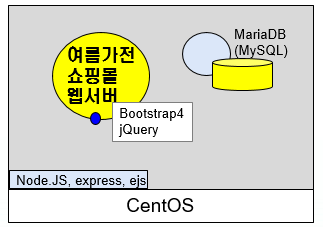 여름가전
쇼핑몰
웹서버
MariaDB
(MySQL)
Bootstrap4
jQuery
Node.JS, express, ejs
CentOS